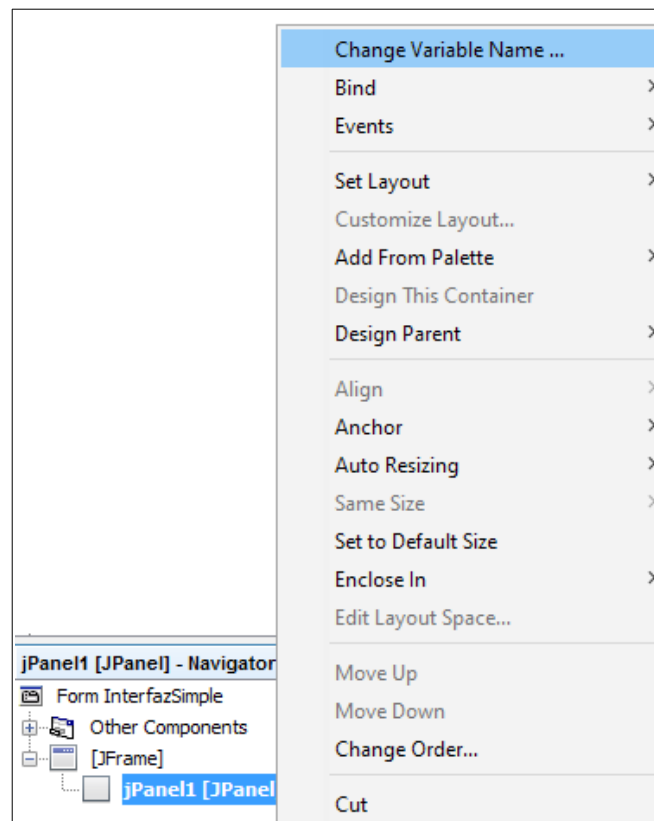 Change Variable Name ...
Bind
Events
Set Layout
Customize Layout...
Add From Palette
Design This Container
Design Parent
Align
Anchor
Auto Resizing
Same Size
Set to Default Size
Enclose In
Edit Layout Space...
Move Up
Move Down
Change Order...
Cut
jPanel1 [JPanel] - Navigator
Form InterfazSimple
Other Components
[JFrame]
jPanel1 [JPanel